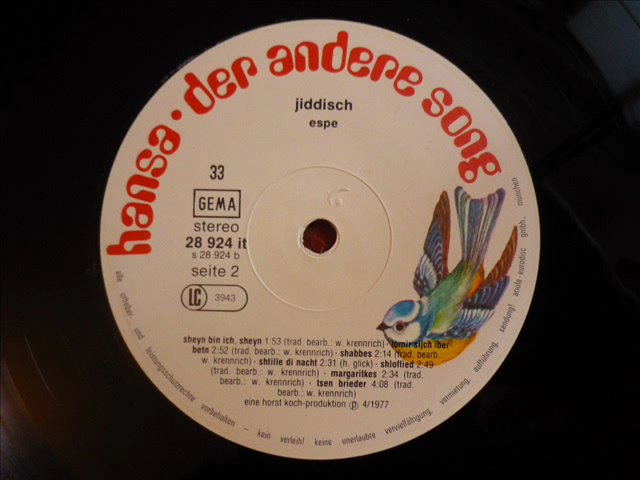 hansa · der andere song
jiddisch
espe
33
GEMA
stereo
28 924 it
s 28 924 b
seite 2
LC 3943
sheyn bin ich, sheyn 1:53 (trad. bearb.: w. krennrich) · lomir sijch iber-
betn 2:52 (trad. bearb.: w. krennrich) · shabbes 2:14 (trad. bearb.:
w. krennrich) · shtille di nacht 2:31 (h. glick) · shloflied 2:49
(trad. bearb.: w. krennrich) · margaritkes 2:34 (trad.
bearb.: w. krennrich) · tsen brieder 4:08 (trad.
bearb.: w. krennrich)
eine horst koch-produktion ℗ 4/1977
alle urheber- und leistungsschutzrechte vorbehalten – kein verleih! keine unerlaubte vervielfältigung, vermietung, aufführung, sendung! ariola-eurodisc gmbh., münchen